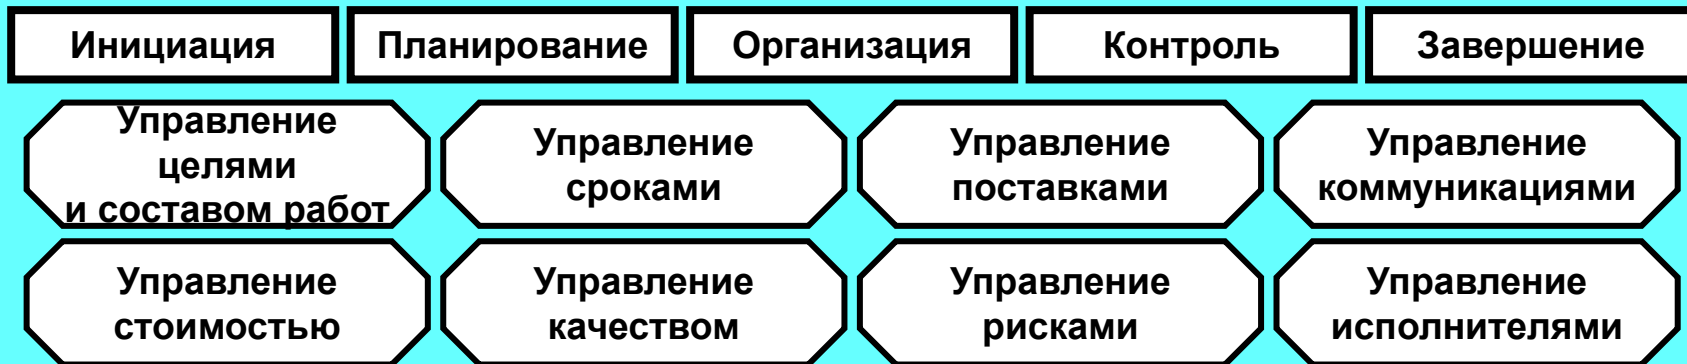 Инициация
Планирование
Организация
Контроль
Завершение
Управление
целями
и составом работ
Управление
сроками
Управление
поставками
Управление
коммуникациями
Управление
стоимостью
Управление
качеством
Управление
рисками
Управление
исполнителями